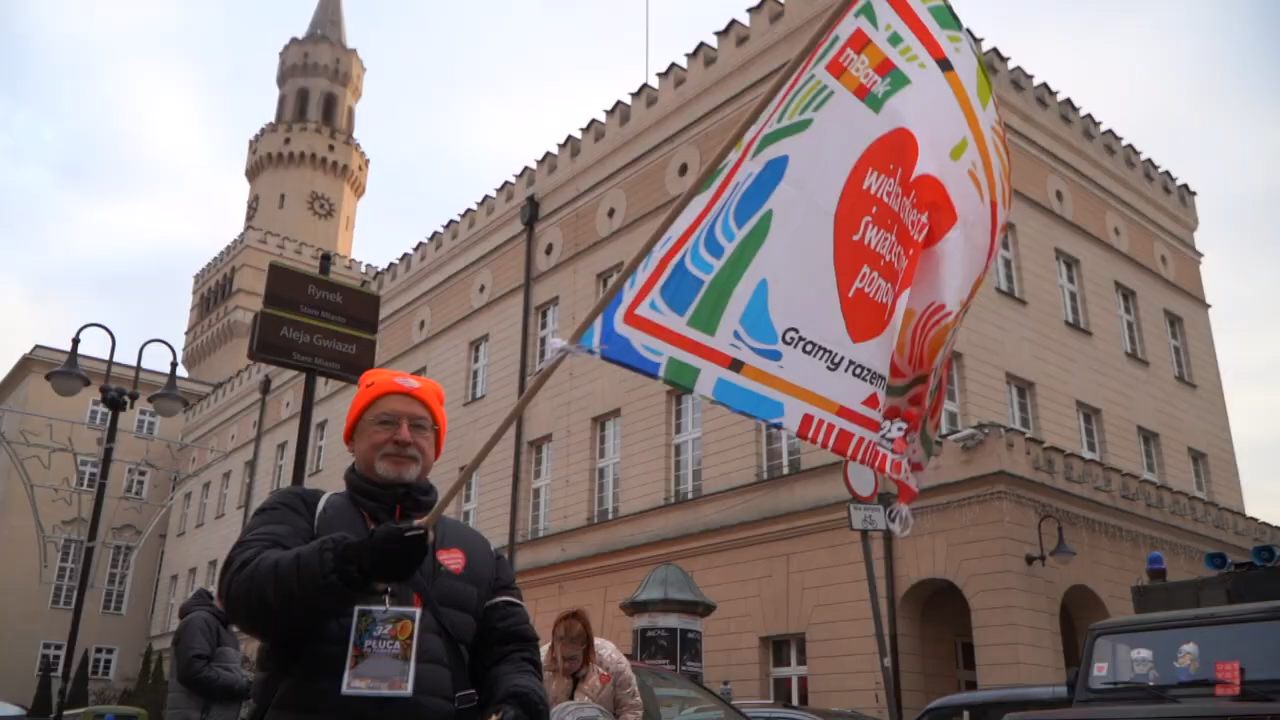 mBank
wielka orkiestra
świątecznej
pomocy
Gramy razem
Rynek
Stare Miasto
Aleja Gwiazd
Stare Miasto
32
PŁUCA